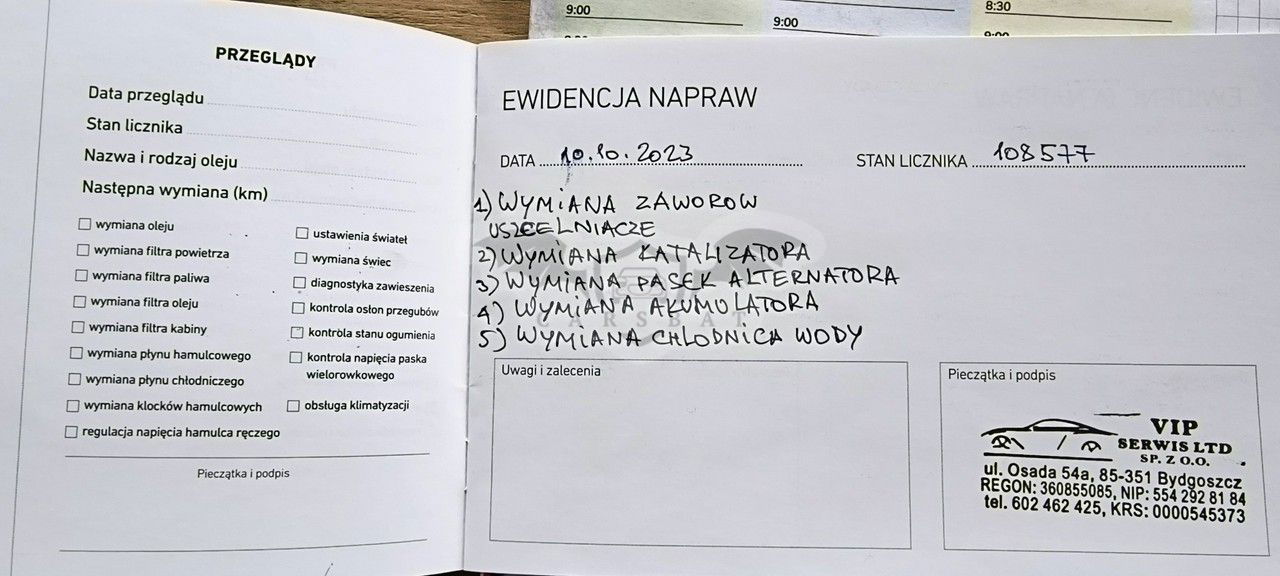 9:00
9:00
8:30
PRZEGLĄDY
Data przeglądu
Stan licznika
Nazwa i rodzaj oleju
Następna wymiana (km)
wymiana oleju
wymiana filtra powietrza
wymiana filtra paliwa
wymiana filtra oleju
wymiana filtra kabiny
wymiana płynu hamulcowego
wymiana płynu chłodniczego
wymiana klocków hamulcowych
regulacja napięcia hamulca ręczego
ustawienia świateł
wymiana świec
diagnostyka zawieszenia
kontrola osłon przegubów
kontrola stanu ogumienia
kontrola napięcia paska
wielorowkowego
obsługa klimatyzacji
Pieczątka i podpis
EWIDENCJA NAPRAW
DATA 10.10.2023
STAN LICZNIKA 108577
1) WYMIANA ZAWOROW
USZCELNIACZE
2) WYMIANA KATALIZATORA
3) WYMIANA PASEK ALTERNATORA
4) WYMIANA AKUMULATORA
5) WYMIANA CHLODNICA WODY
CARSBAT
Uwagi i zalecenia
Pieczątka i podpis
VIP
SERWIS LTD
SP. Z O.O.
ul. Osada 54a, 85-351 Bydgoszcz
REGON: 360855085, NIP: 554 292 81 84
tel. 602 462 425, KRS: 0000545373